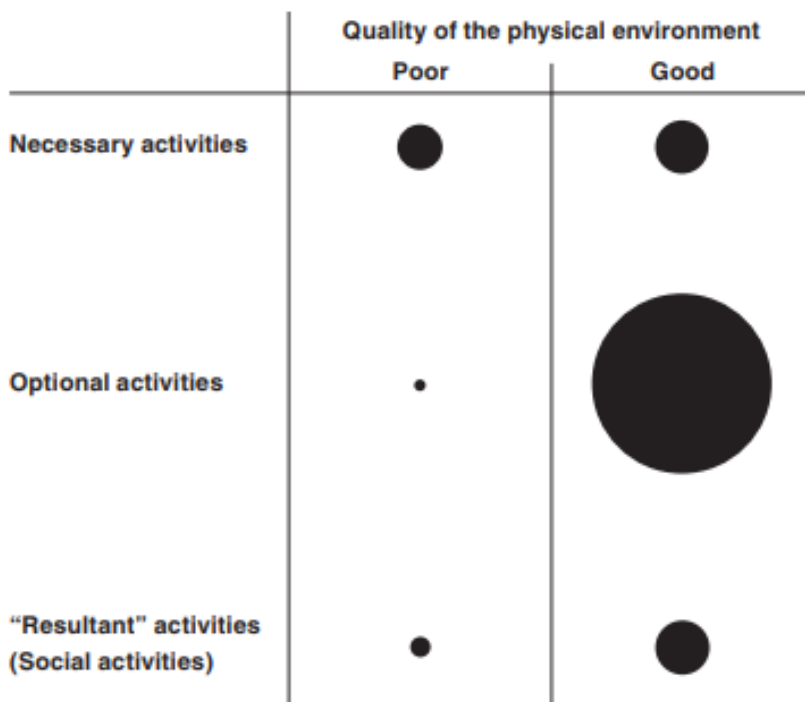 Quality of the physical environment
Poor Good
Necessary activities
Optional activities
“Resultant” activities
(Social activities)